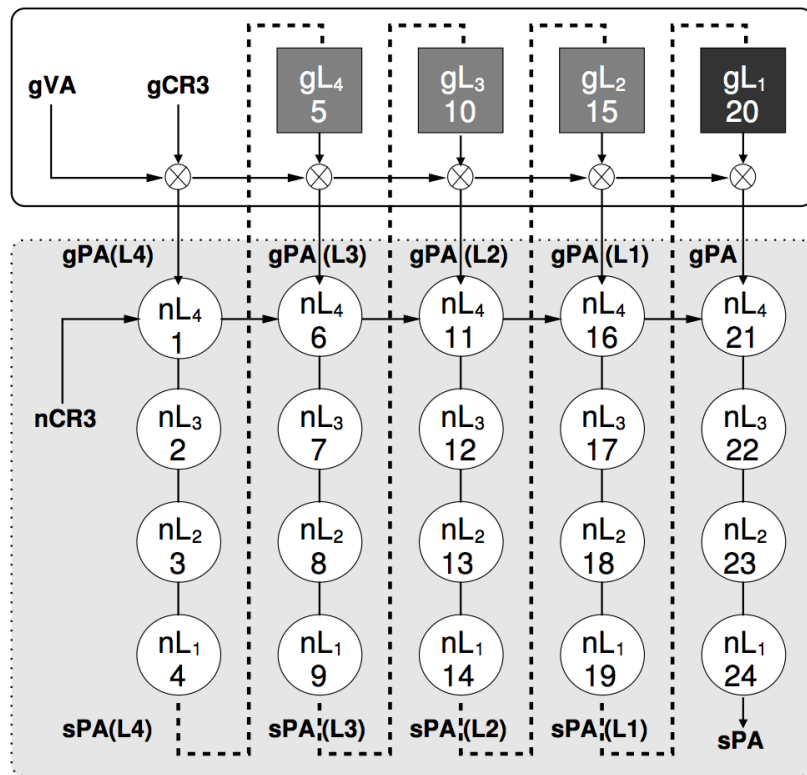 gVA
gCR3
gL₄
5
gL₃
10
gL₂
15
gL₁
20
gPA(L4)
gPA(L3)
gPA(L2)
gPA(L1)
gPA
nL₄
1
nL₄
6
nL₄
11
nL₄
16
nL₄
21
nCR3
nL₃
2
nL₃
7
nL₃
12
nL₃
17
nL₃
22
nL₂
3
nL₂
8
nL₂
13
nL₂
18
nL₂
23
nL₁
4
nL₁
9
nL₁
14
nL₁
19
nL₁
24
sPA(L4)
sPA(L3)
sPA(L2)
sPA(L1)
sPA